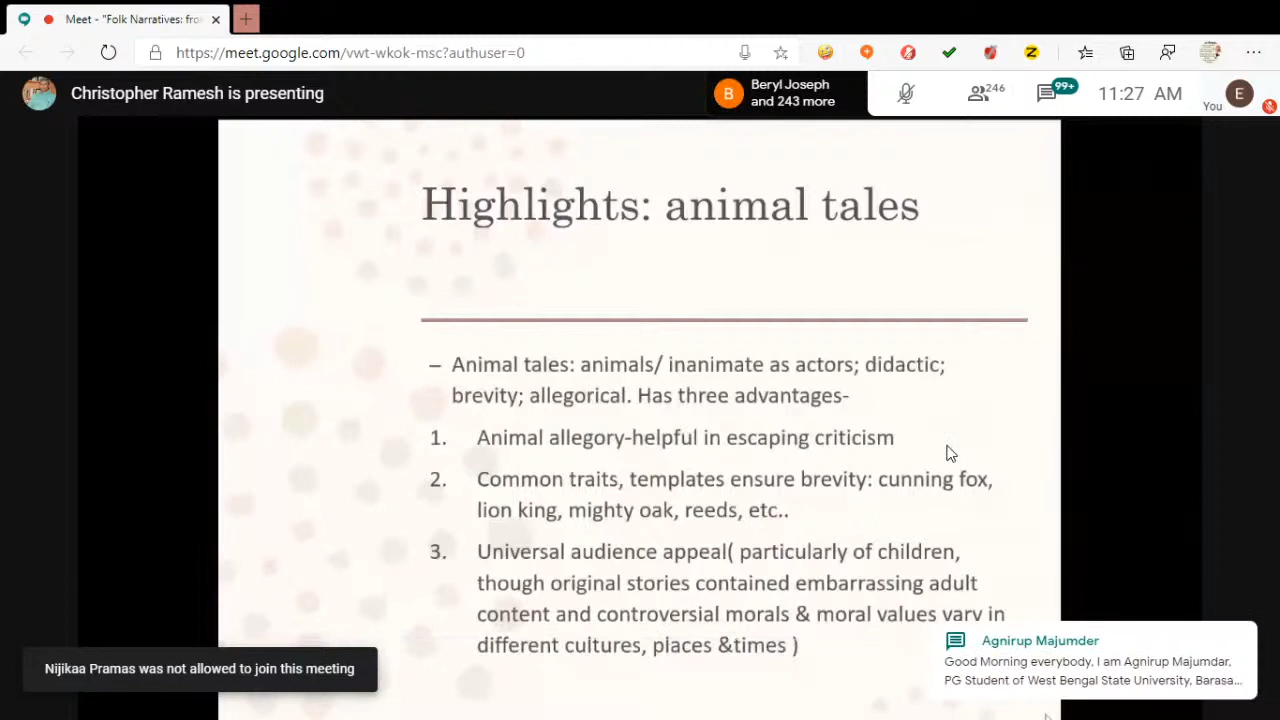 Meet - "Folk Narratives: fro
https://meet.google.com/vwt-wkok-msc?authuser=0
Christopher Ramesh is presenting
B
Beryl Joseph
and 243 more
246
99+
11:27 AM
You
E
Highlights: animal tales
– Animal tales: animals/ inanimate as actors; didactic;
brevity; allegorical. Has three advantages-
1. Animal allegory-helpful in escaping criticism
2. Common traits, templates ensure brevity: cunning fox,
lion king, mighty oak, reeds, etc..
3. Universal audience appeal( particularly of children,
though original stories contained embarrassing adult
content and controversial morals & moral values vary in
different cultures, places &times )
Nijikaa Pramas was not allowed to join this meeting
Agnirup Majumder
Good Morning everybody, I am Agnirup Majumdar,
PG Student of West Bengal State University, Barasa...